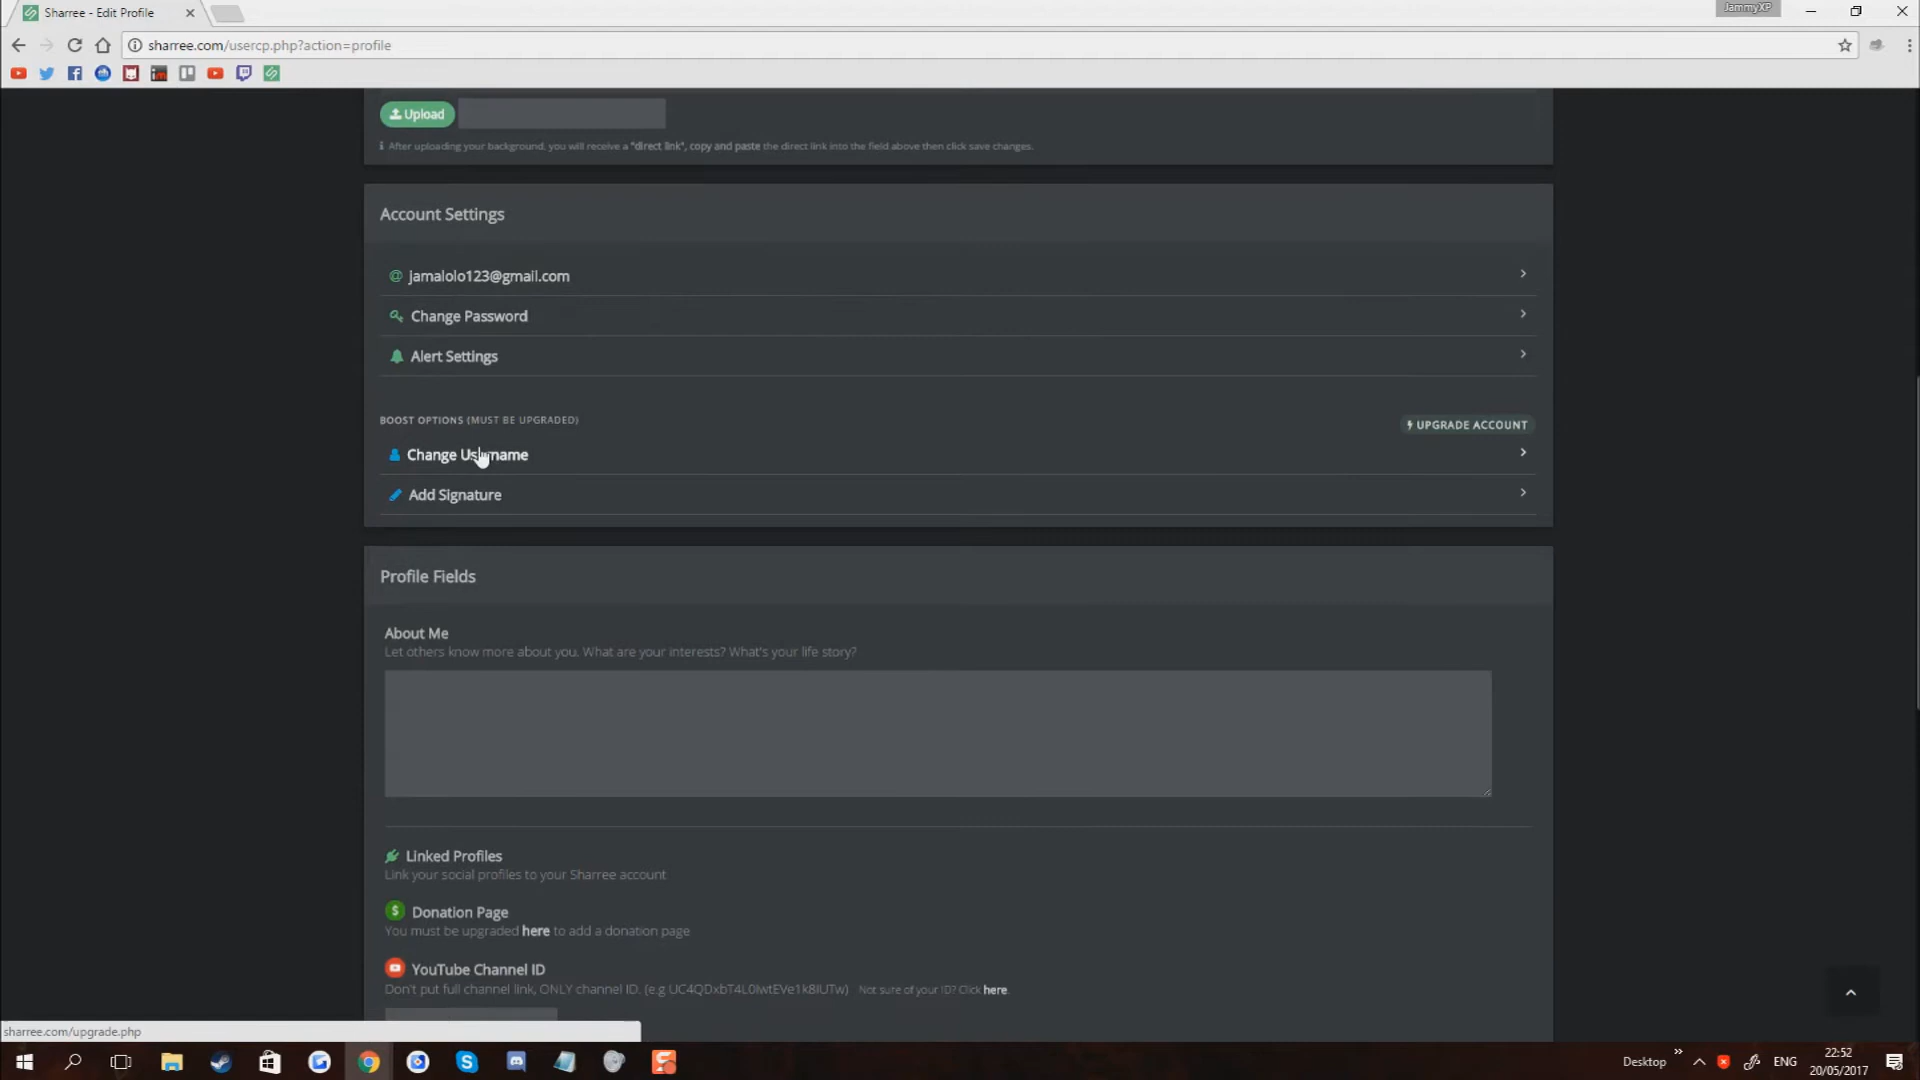 Sharree - Edit Profile
JammyXP
sharree.com/usercp.php?action=profile
Upload
After uploading your background, you will receive a "direct link", copy and paste the direct link into the field above then click save changes.
Account Settings
@ jamalolo123@gmail.com
Change Password
Alert Settings
BOOST OPTIONS (MUST BE UPGRADED)
UPGRADE ACCOUNT
Change Username
Add Signature
Profile Fields
About Me
Let others know more about you. What are your interests? What's your life story?
Linked Profiles
Link your social profiles to your Sharree account
$ Donation Page
You must be upgraded here to add a donation page
YouTube Channel ID
Don't put full channel link, ONLY channel ID. (e.g UC4QDxbT4L0IwtEVe1k8IUTw) Not sure of your ID? Click here.
sharree.com/upgrade.php
Desktop
ENG
22:52
20/05/2017